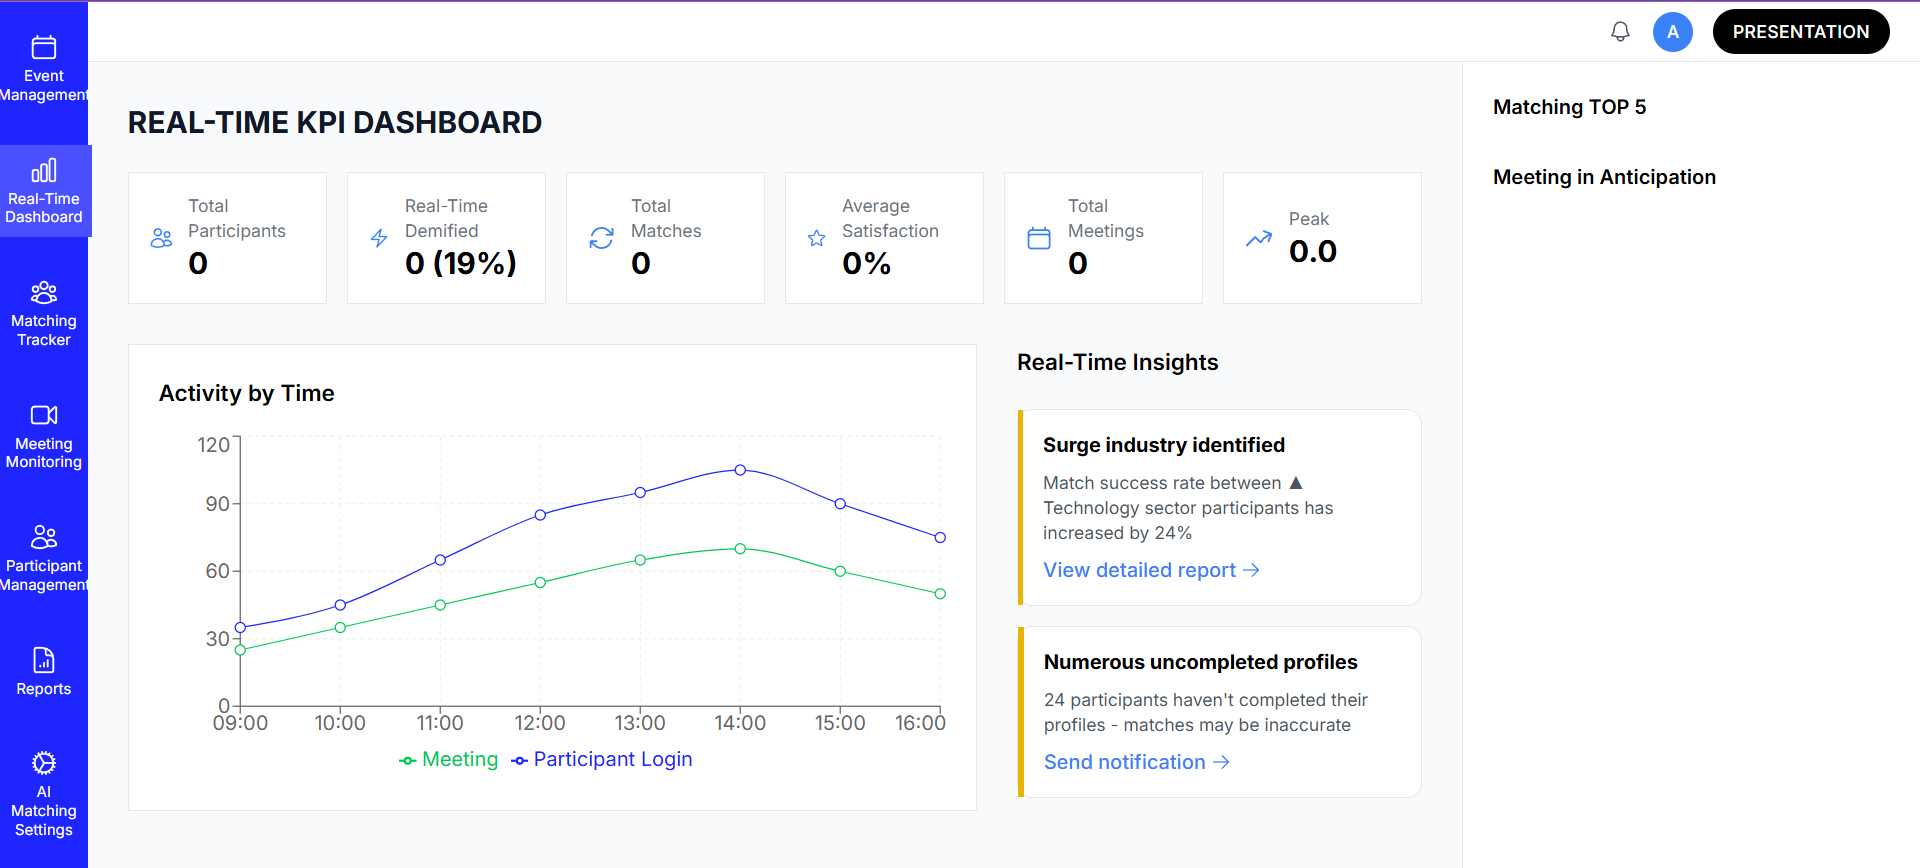 A
PRESENTATION
Event
Management
Real-Time
Dashboard
Matching
Tracker
Meeting
Monitoring
Participant
Management
Reports
AI
Matching
Settings
REAL-TIME KPI DASHBOARD
Total
Participants
0
Real-Time
Demified
0 (19%)
Total
Matches
0
Average
Satisfaction
0%
Total
Meetings
0
Peak
0.0
Activity by Time
120
90
60
30
0
09:00
10:00
11:00
12:00
13:00
14:00
15:00
16:00
Meeting
Participant Login
Real-Time Insights
Surge industry identified
Match success rate between ▲
Technology sector participants has
increased by 24%
View detailed report →
Numerous uncompleted profiles
24 participants haven't completed their
profiles - matches may be inaccurate
Send notification →
Matching TOP 5
Meeting in Anticipation